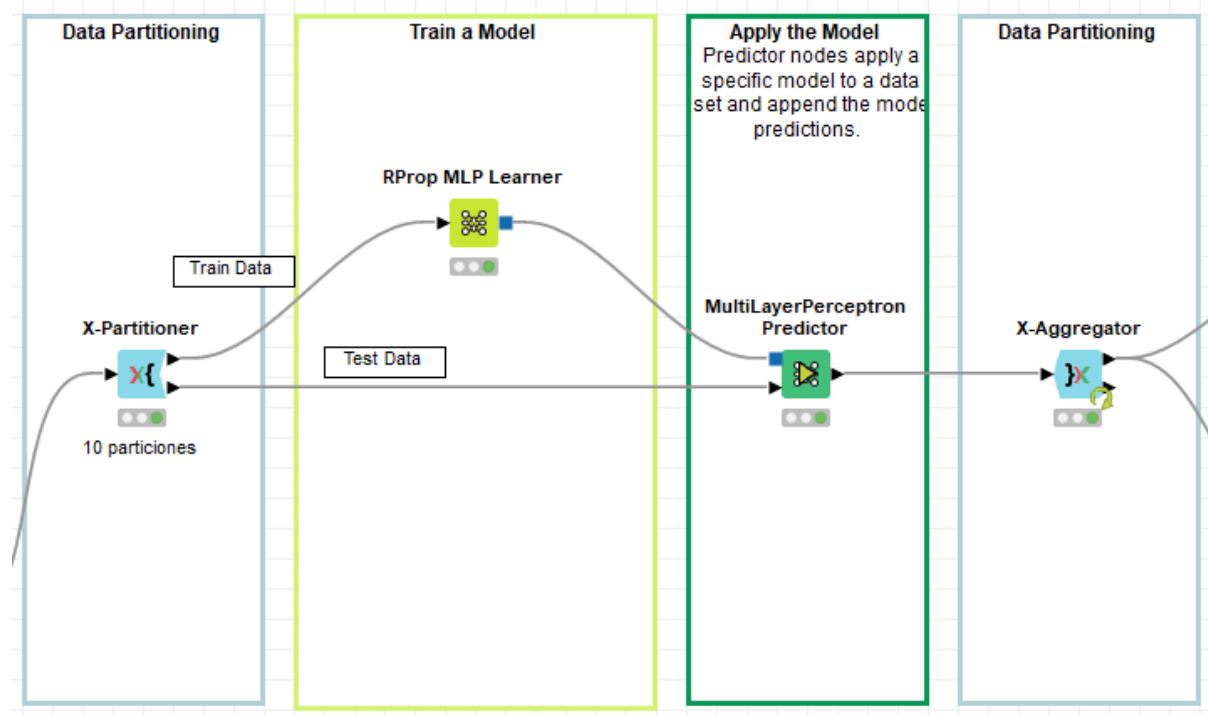 Data Partitioning
Train a Model
Apply the Model
Predictor nodes apply a
specific model to a data
set and append the mode
predictions.
Data Partitioning
RProp MLP Learner
Train Data
X-Partitioner
10 particiones
Test Data
MultiLayerPerceptron
Predictor
X-Aggregator